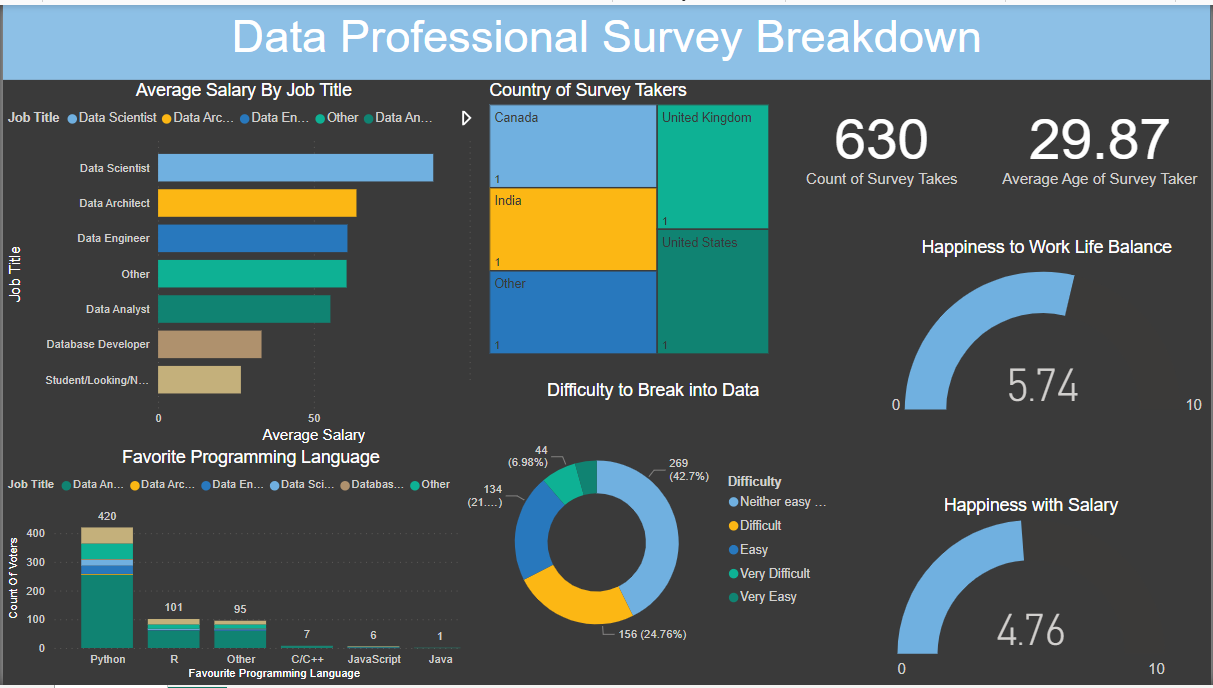 Data Professional Survey Breakdown
Average Salary By Job Title
Job Title Data Scientist Data Arc... Data En... Other Data An...
Job Title
Data Scientist
Data Architect
Data Engineer
Other
Data Analyst
Database Developer
Student/Looking/N...
0 50
Average Salary
Country of Survey Takers
Canada
1
India
1
Other
1
United Kingdom
1
United States
1
630
Count of Survey Takes
29.87
Average Age of Survey Taker
Happiness to Work Life Balance
5.74
0 10
Favorite Programming Language
Job Title Data An... Data Arc... Data En... Data Sci... Databas... Other
Count Of Voters
400
300
200
100
0
420
101
95
7
6
1
Python R Other C/C++ JavaScript Java
Favourite Programming Language
Difficulty to Break into Data
44
(6.98%)
269
(42.7%)
134
(21....)
156 (24.76%)
Difficulty
Neither easy ...
Difficult
Easy
Very Difficult
Very Easy
Happiness with Salary
4.76
0 10